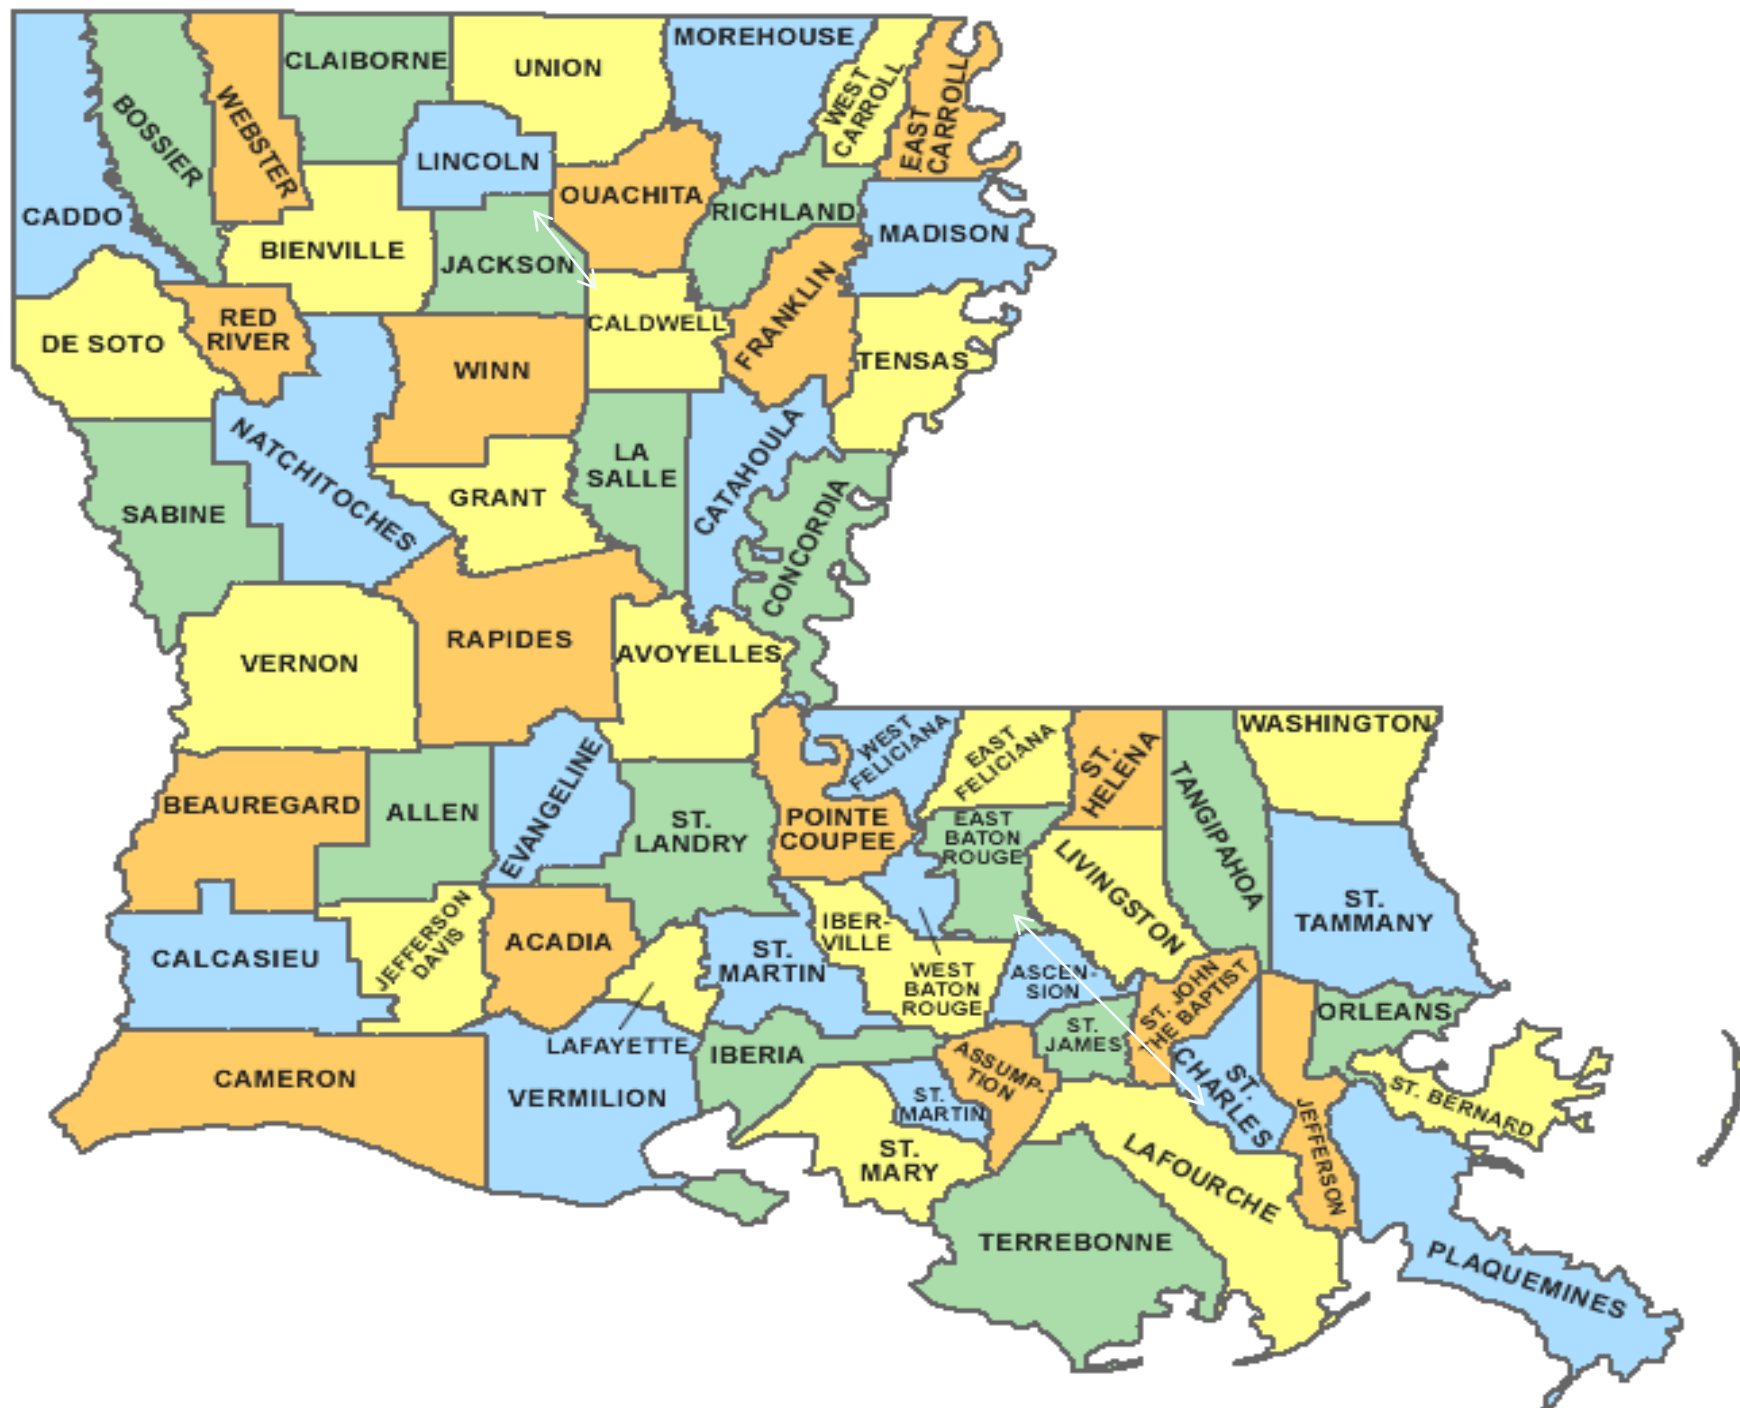 MOREHOUSE
CLAIBORNE
UNION
WEST
CARROLL
EAST
CARROLL
WEBSTER
BOSSIER
LINCOLN
OUACHITA
CADDO
RICHLAND
MADISON
BIENVILLE
JACKSON
RED
RIVER
CALDWELL
FRANKLIN
DE SOTO
WINN
TENSAS
NATCHITOCHES
LA
SALLE
CATAHOULA
GRANT
SABINE
CONCORDIA
RAPIDES
AVOYELLES
VERNON
WEST
FELICIANA
EAST
FELICIANA
ST.
HELENA
WASHINGTON
TANGIPAHOA
BEAUREGARD
ALLEN
EVANGELINE
ST.
LANDRY
POINTE
COUPEE
EAST
BATON
ROUGE
LIVINGSTON
ST.
TAMMANY
JEFFERSON
DAVIS
ACADIA
IBER-
VILLE
CALCASIEU
ST.
MARTIN
WEST
BATON
ROUGE
ASCEN-
SION
ST. JOHN
THE BAPTIST
ORLEANS
LAFAYETTE
IBERIA
ST.
JAMES
ASSUMP-
TION
CAMERON
VERMILION
ST.
MARTIN
ST.
CHARLES
ST. BERNARD
JEFFERSON
ST.
MARY
LAFOURCHE
TERREBONNE
PLAQUEMINES